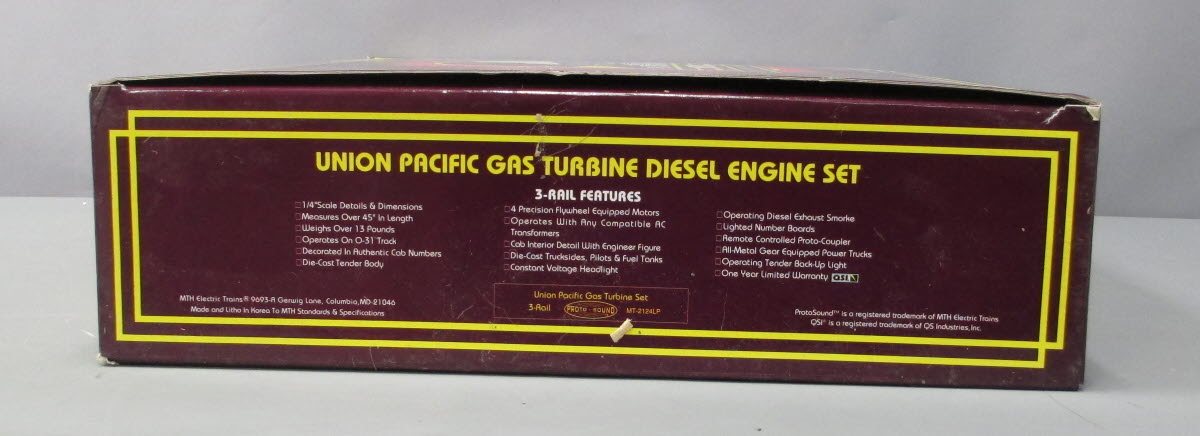 UNION PACIFIC GAS TURBINE DIESEL ENGINE SET
3-RAIL FEATURES
1/4" Scale Details & Dimensions
Measures Over 45" In Length
Weighs Over 13 Pounds
Operates On O-31 Track
Decorated In Authentic Cab Numbers
Die-Cast Tender Body
4 Precision Flywheel Equipped Motors
Operates With Any Compatible AC
Transformers
Cab Interior Detail With Engineer Figure
Die-Cast Trucksides, Pilots & Fuel Tanks
Constant Voltage Headlight
Operating Diesel Exhaust Smoke
Lighted Number Boards
Remote Controlled Proto-Coupler
All-Metal Gear Equipped Power Trucks
Operating Tender Back-Up Light
One Year Limited Warranty QSI
MTH Electric Trains® 9693-A Gerwig Lane, Columbia, MD 21046
Made and Litho In Korea To MTH Standards & Specifications
Union Pacific Gas Turbine Set
3-Rail PROTO-SOUND MT-2124LP
ProtoSound™ is a registered trademark of MTH Electric Trains
QSI® is a registered trademark of QS Industries, Inc.